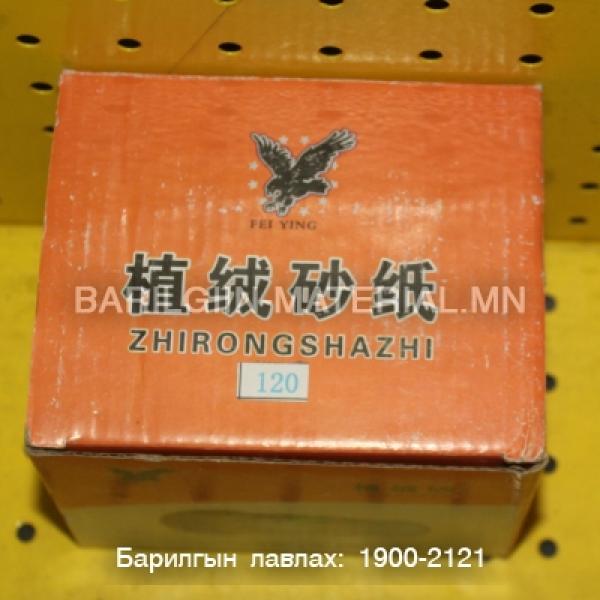 FEI YING
植绒砂纸
BARILGIIN-MATERIAL.MN
ZHIRONGSHAZHI
120
Барилгын лавлах: 1900-2121